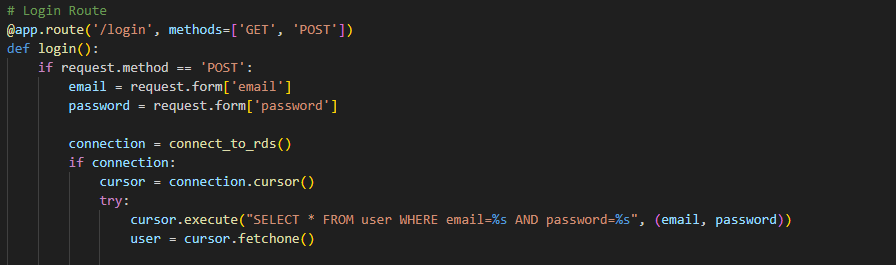 # Login Route
@app.route('/login', methods=['GET', 'POST'])
def login():
    if request.method == 'POST':
        email = request.form['email']
        password = request.form['password']

        connection = connect_to_rds()
        if connection:
            cursor = connection.cursor()
            try:
                cursor.execute("SELECT * FROM user WHERE email=%s AND password=%s", (email, password))
                user = cursor.fetchone()